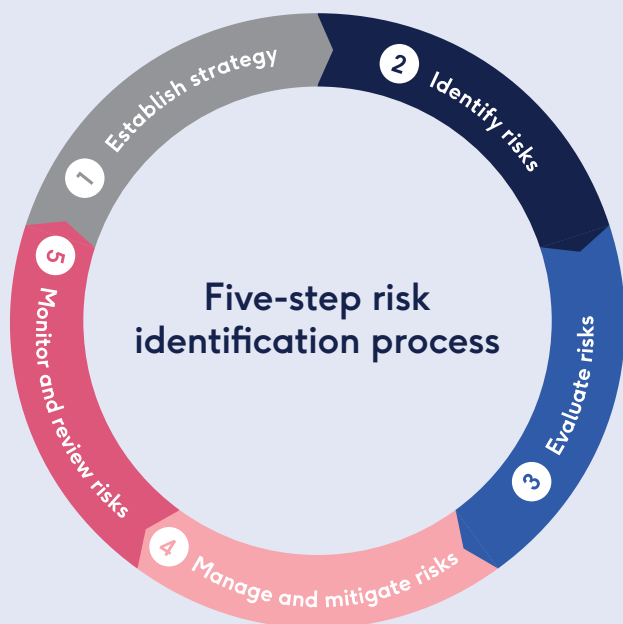 Five-step risk
identification process
1 Establish strategy
2 Identify risks
3 Evaluate risks
4 Manage and mitigate risks
5 Monitor and review risks